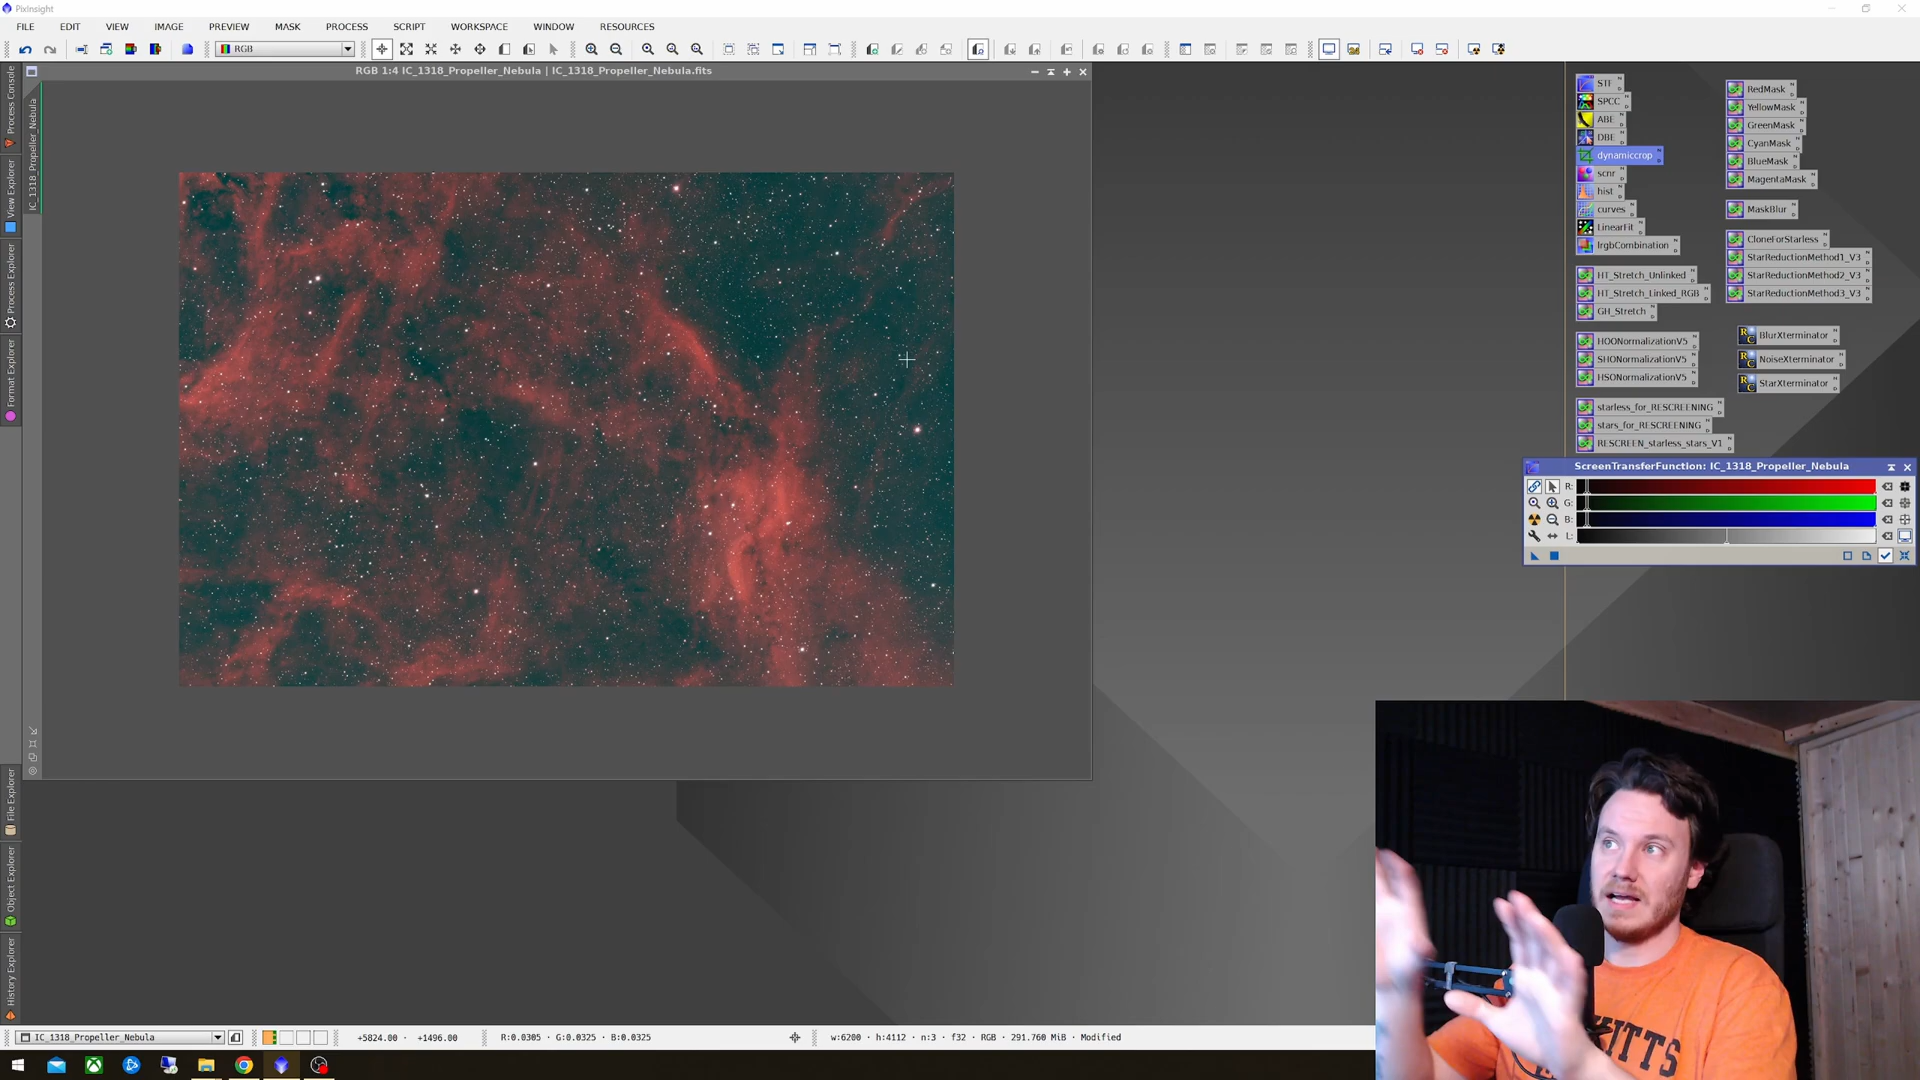 PixInsight
FILE EDIT VIEW IMAGE PREVIEW MASK PROCESS SCRIPT WORKSPACE WINDOW RESOURCES
RGB
RGB 1:4 IC_1318_Propeller_Nebula | IC_1318_Propeller_Nebula.fits
Process Console
View Explorer
Process Explorer
Format Explorer
File Explorer
Object Explorer
History Explorer
IC_1318_Propeller_Nebula
STF
SPCC
ABE
DBE
dynamiccrop
scnr
hist
curves
LinearFit
lrgbCombination
HT_Stretch_Unlinked
HT_Stretch_Linked_RGB
GH_Stretch
HOONormalizationV5
SHONormalizationV5
HSONormalizationV5
starless_for_RESCREENING
stars_for_RESCREENING
RESCREEN_starless_stars_V1
RedMask
YellowMask
GreenMask
CyanMask
BlueMask
MagentaMask
MaskBlur
CloneForStarless
StarReductionMethod1_V3
StarReductionMethod2_V3
StarReductionMethod3_V3
BlurXterminator
NoiseXterminator
StarXterminator
ScreenTransferFunction: IC_1318_Propeller_Nebula
R:
G:
B:
L:
IC_1318_Propeller_Nebula
+5824.00 · +1496.00
R:0.0305 · G:0.0325 · B:0.0325
w:6200 · h:4112 · n:3 · f32 · RGB · 291.760 MiB · Modified